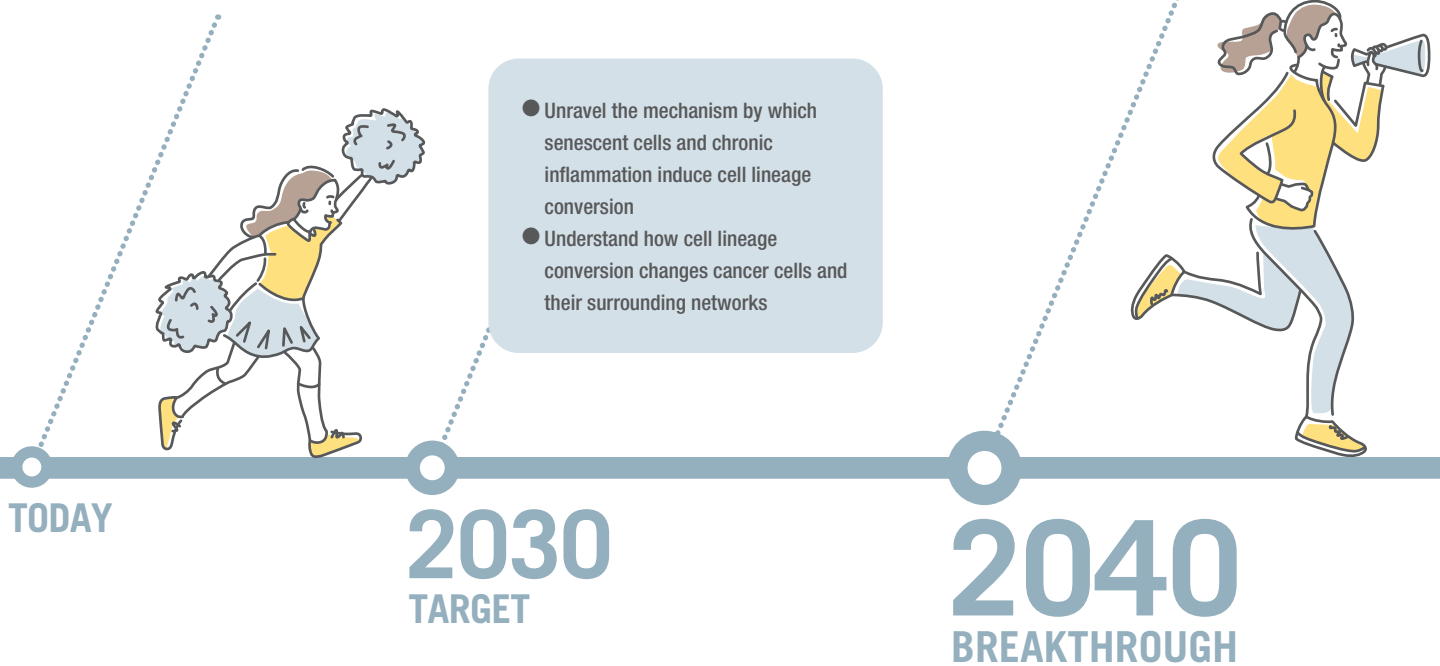 ● Unravel the mechanism by which
senescent cells and chronic
inflammation induce cell lineage
conversion
● Understand how cell lineage
conversion changes cancer cells and
their surrounding networks
TODAY
2030
TARGET
2040
BREAKTHROUGH